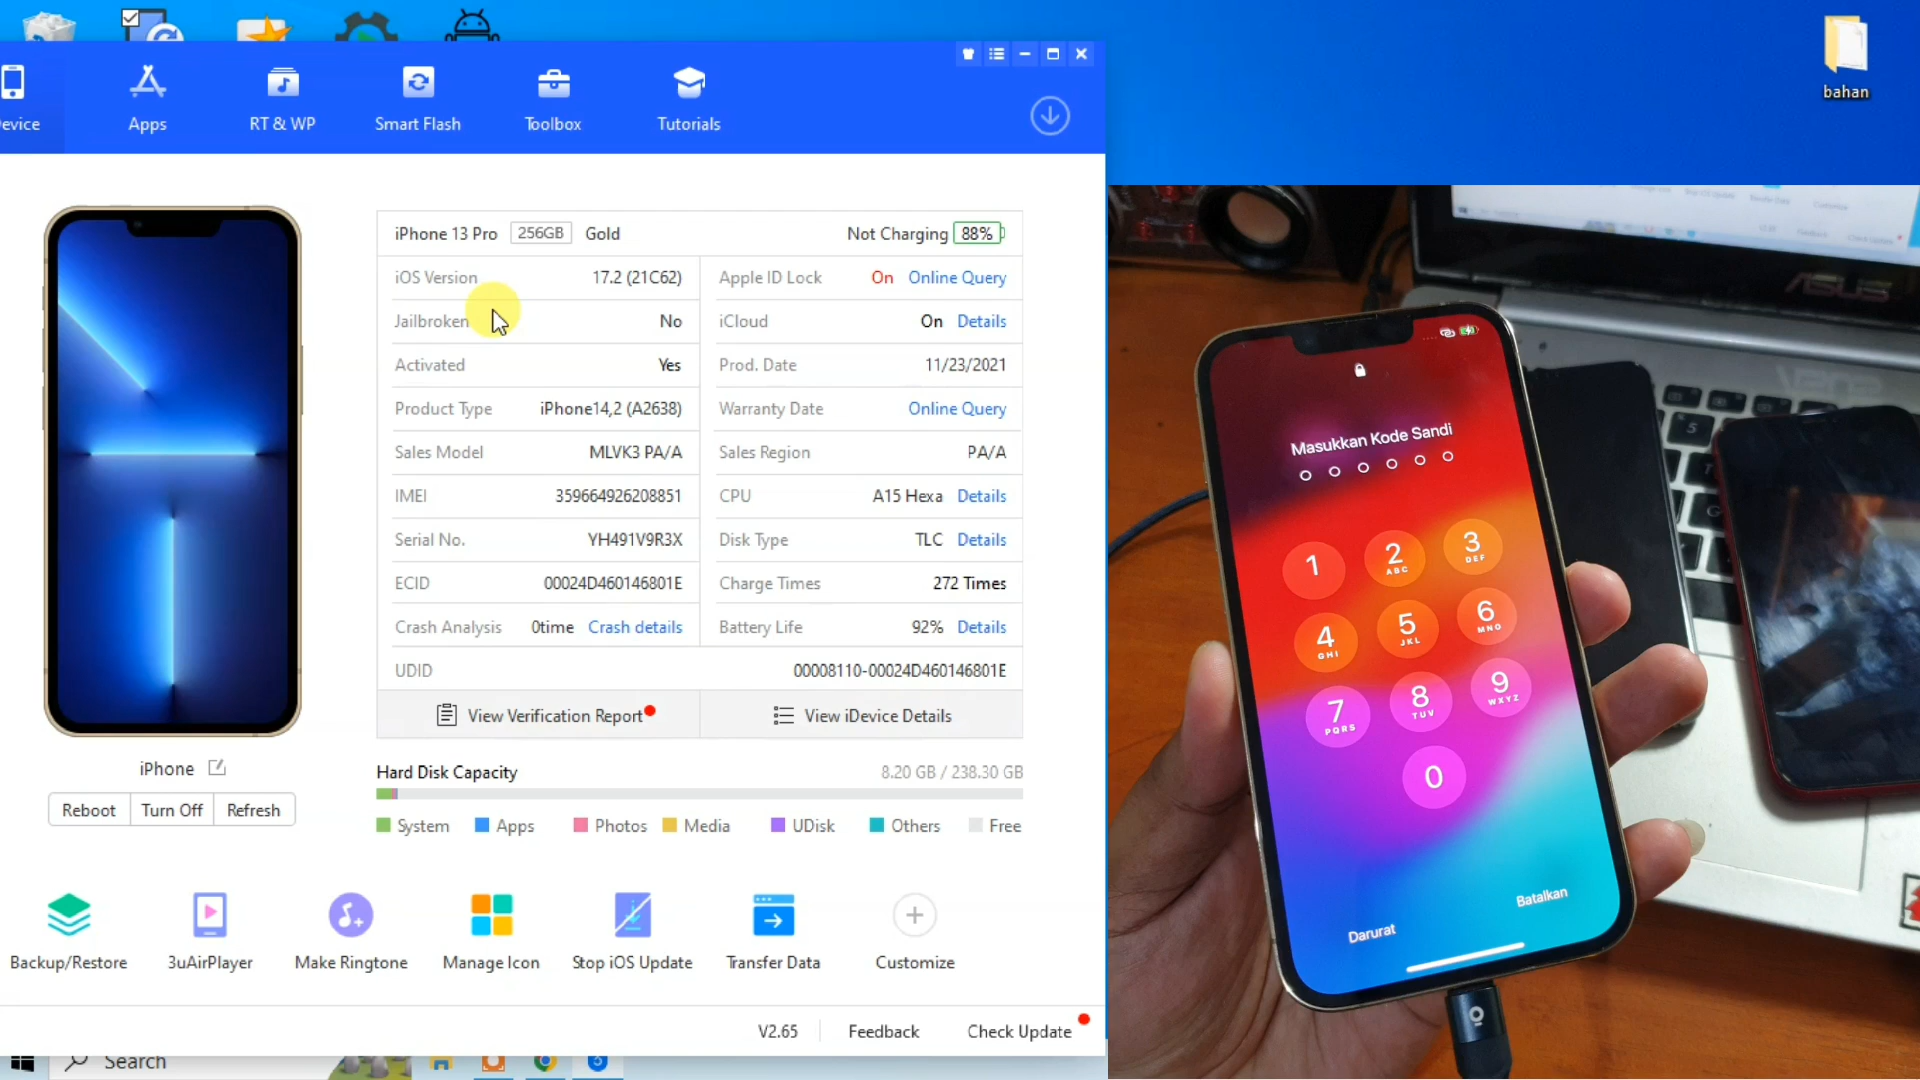 bahan
evice
Apps
RT & WP
Smart Flash
Toolbox
Tutorials
iPhone 13 Pro 256GB Gold
Not Charging 88%
iOS Version 17.2 (21C62)
Apple ID Lock On Online Query
Jailbroken No
iCloud On Details
Activated Yes
Prod. Date 11/23/2021
Product Type iPhone14,2 (A2638)
Warranty Date Online Query
Sales Model MLVK3 PA/A
Sales Region PA/A
IMEI 359664926208851
CPU A15 Hexa Details
Serial No. YH491V9R3X
Disk Type TLC Details
ECID 00024D460146801E
Charge Times 272 Times
Crash Analysis 0time Crash details
Battery Life 92% Details
UDID 00008110-00024D460146801E
View Verification Report
View iDevice Details
iPhone
Reboot Turn Off Refresh
Hard Disk Capacity 8.20 GB / 238.30 GB
System Apps Photos Media UDisk Others Free
Backup/Restore
3uAirPlayer
Make Ringtone
Manage Icon
Stop iOS Update
Transfer Data
Customize
V2.65 Feedback Check Update
Search
ASUS
Masukkan Kode Sandi
1
2 ABC
3 DEF
4 GHI
5 JKL
6 MNO
7 PQRS
8 TUV
9 WXYZ
0
Darurat
Batalkan